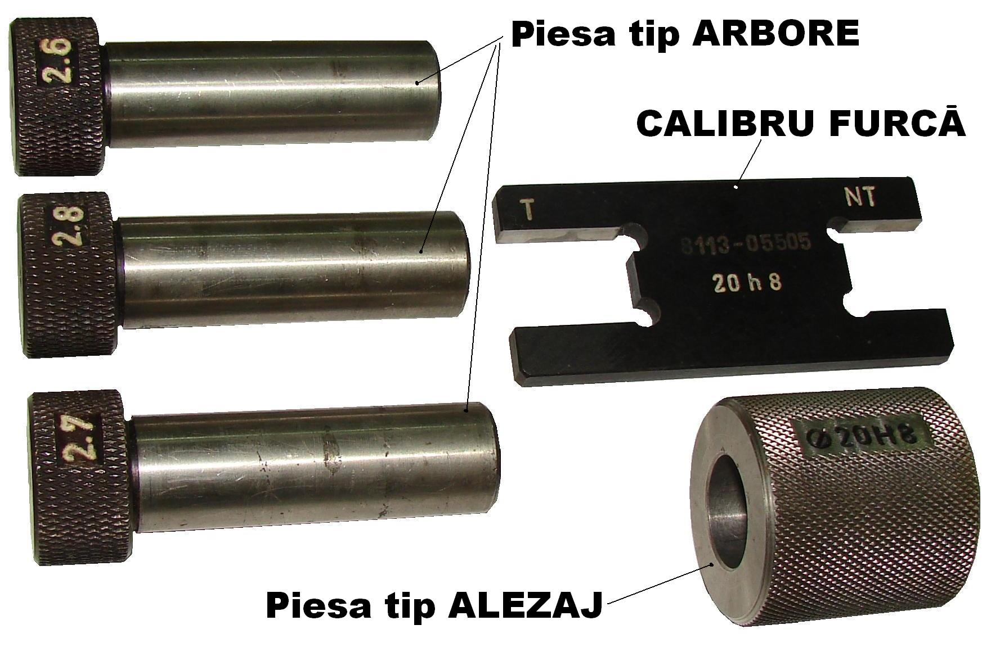 2.6
Piesa tip ARBORE
CALIBRU FURCĂ
T
NT
2.8
8113-05505
20 h 8
2.7
Ø20H8
Piesa tip ALEZAJ